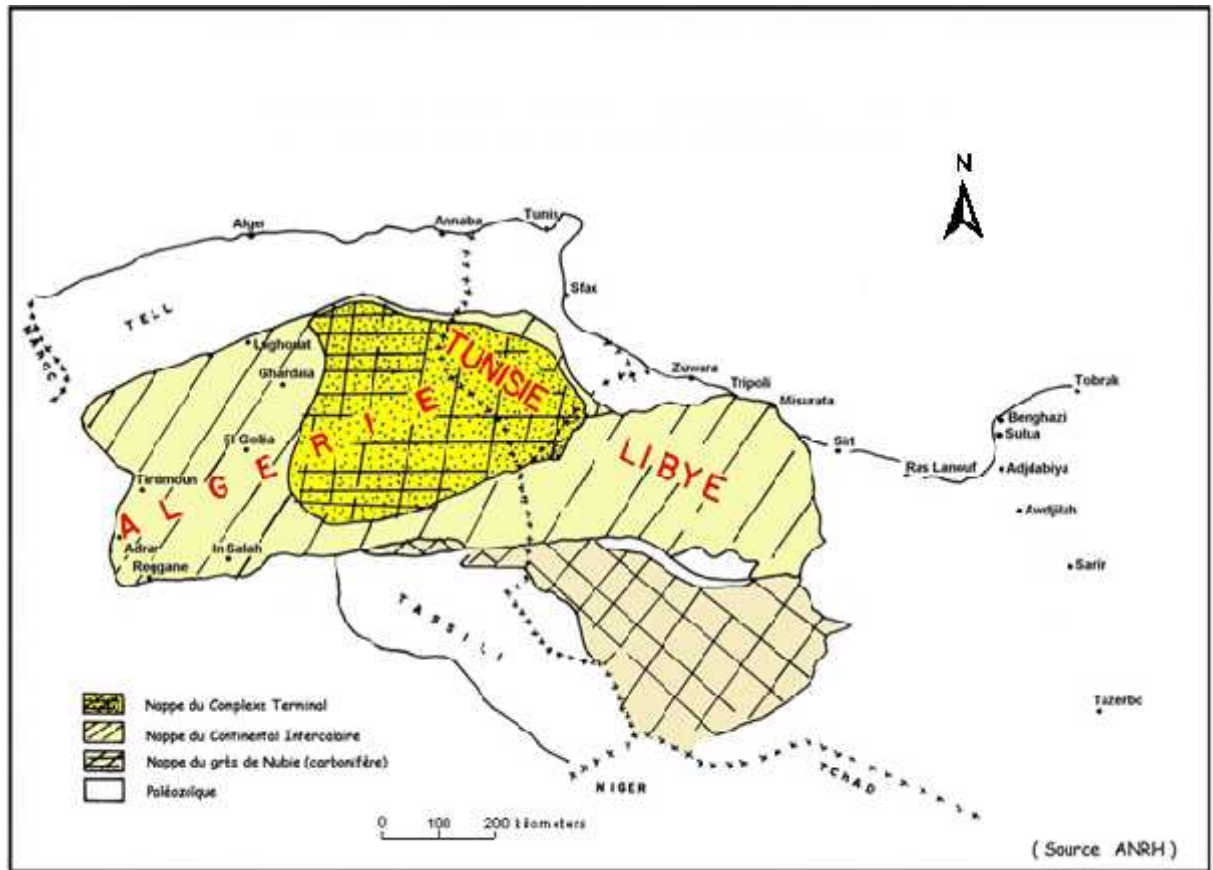 N
Alger
Annaba
Tunis
Sfax
TELL
MAROC
Laghouat
Ghardaia
TUNISIE
Zuwara
Tripoli
Misurata
Tobrak
Benghazi
Sulua
Sirt
Ras Lanouf
Adjdabiya
El Goléa
ALGERIE
LIBYE
Timimoun
Awdjilah
Adrar
In Salah
Reggane
Sarir
TASSILI
Tazerbo
Nappe du Complexe Terminal
Nappe du Continental Intercalaire
Nappe du grès de Nubie (carbonifère)
Paléozoïque
NIGER
TCHAD
0 100 200 kilometers
( Source ANRH )